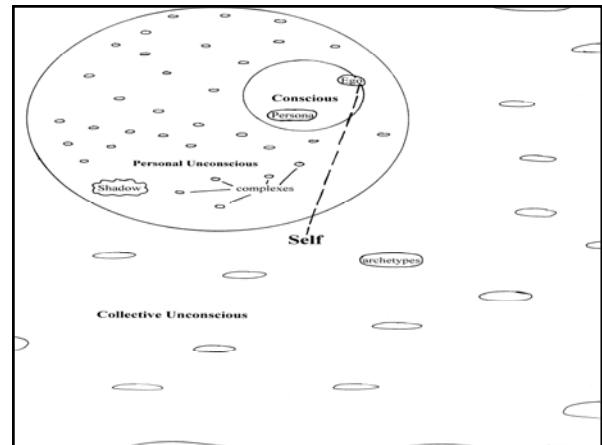 Ego
Conscious
Persona
Personal Unconscious
Shadow
complexes
Self
archetypes
Collective Unconscious